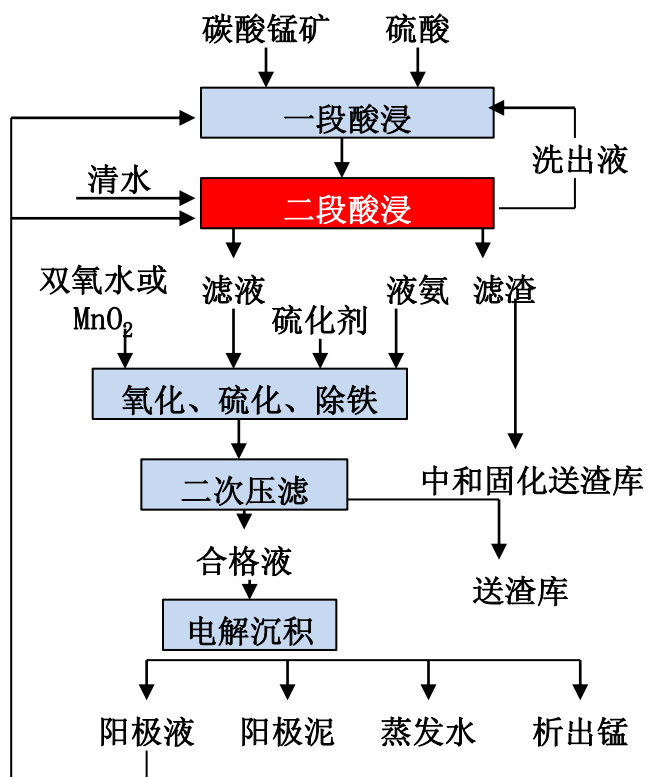 碳酸锰矿
硫酸
一段酸浸
洗出液
清水
二段酸浸
双氧水或
MnO₂
滤液
硫化剂
液氨
滤渣
氧化、硫化、除铁
二次压滤
中和固化送渣库
合格液
送渣库
电解沉积
阳极液
阳极泥
蒸发水
析出锰